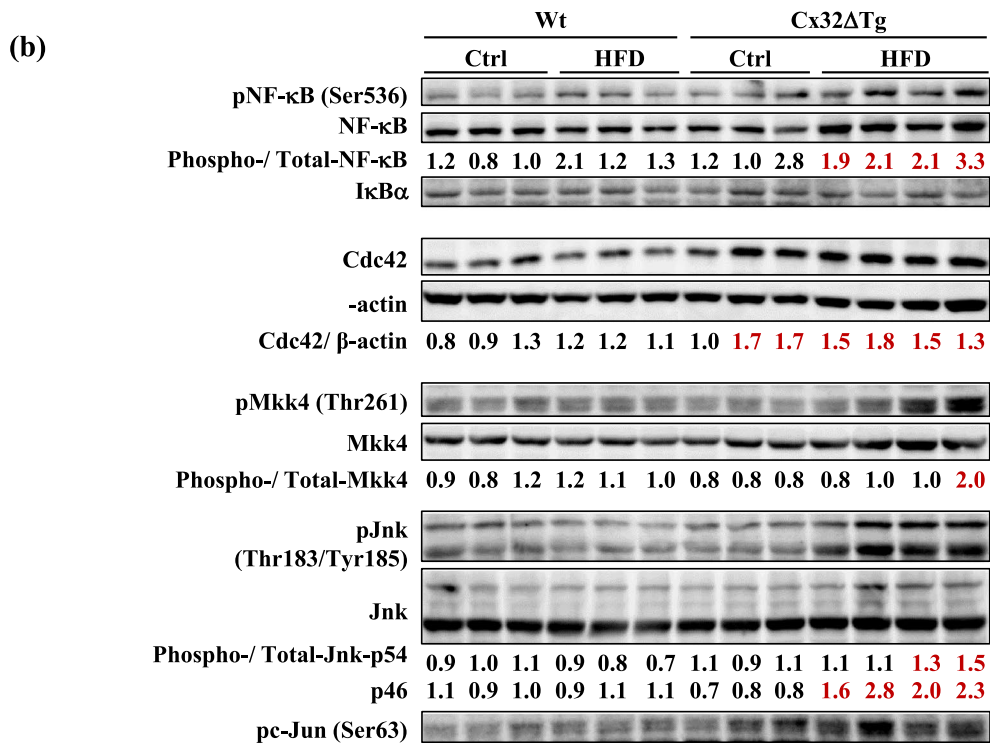 (b)
Wt Cx32ΔTg
Ctrl HFD Ctrl HFD
pNF-κB (Ser536)
NF-κB
Phospho-/ Total-NF-κB 1.2 0.8 1.0 2.1 1.2 1.3 1.2 1.0 2.8 1.9 2.1 2.1 3.3
IκBα
Cdc42
-actin
Cdc42/ β-actin 0.8 0.9 1.3 1.2 1.2 1.1 1.0 1.7 1.7 1.5 1.8 1.5 1.3
pMkk4 (Thr261)
Mkk4
Phospho-/ Total-Mkk4 0.9 0.8 1.2 1.2 1.1 1.0 0.8 0.8 0.8 0.8 1.0 1.0 2.0
pJnk
(Thr183/Tyr185)
Jnk
Phospho-/ Total-Jnk-p54 0.9 1.0 1.1 0.9 0.8 0.7 1.1 0.9 1.1 1.1 1.1 1.3 1.5
p46 1.1 0.9 1.0 0.9 1.1 1.1 0.7 0.8 0.8 1.6 2.8 2.0 2.3
pc-Jun (Ser63)